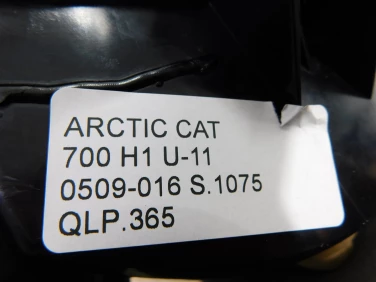 ARCTIC CAT
700 H1 U-11
0509-016 S.1075
QLP.365